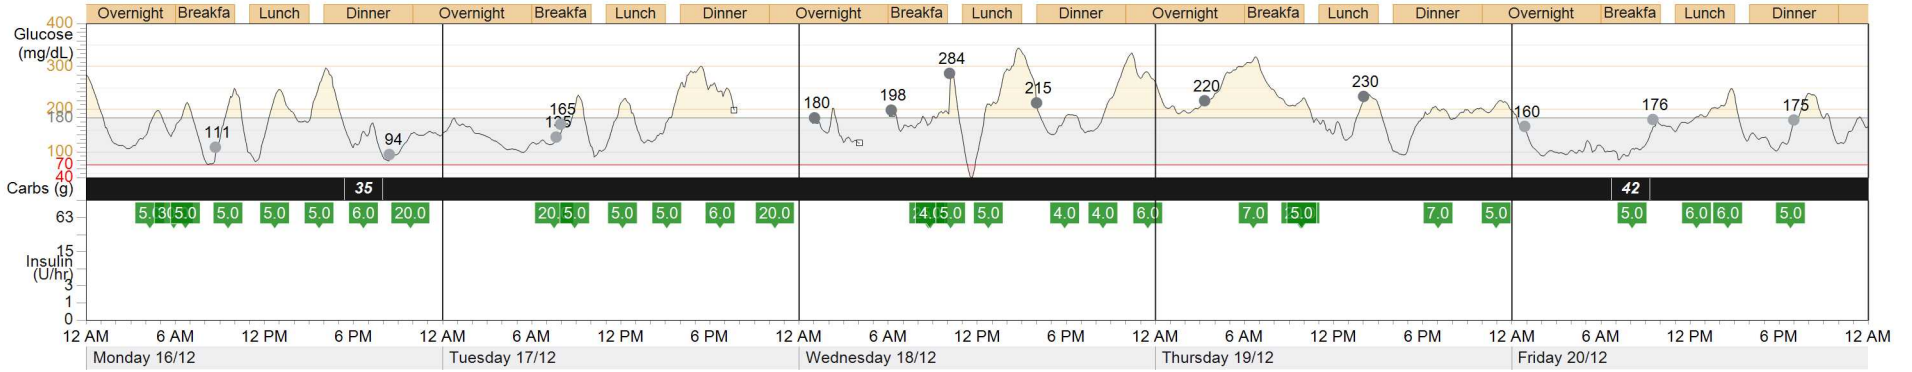 Overnight Breakfa Lunch Dinner Overnight Breakfa Lunch Dinner Overnight Breakfa Lunch Dinner Overnight Breakfa Lunch Dinner Overnight Breakfa Lunch Dinner
400
Glucose
(mg/dL)
300
200
180
100
70
40
111 94 165 180 198 284 215 220 230 160 176 175
Carbs (g) 35 42
5.0 5.0 5.0 5.0 6.0 20.0 20 5.0 5.0 5.0 6.0 20.0 4.0 5.0 5.0 4.0 4.0 6.0 7.0 5.0 7.0 5.0 5.0 6.0 6.0 5.0
63
15
Insulin
(U/hr)
3
1
0
12 AM 6 AM 12 PM 6 PM 12 AM 6 AM 12 PM 6 PM 12 AM 6 AM 12 PM 6 PM 12 AM 6 AM 12 PM 6 PM 12 AM 6 AM 12 PM 6 PM 12 AM
Monday 16/12 Tuesday 17/12 Wednesday 18/12 Thursday 19/12 Friday 20/12